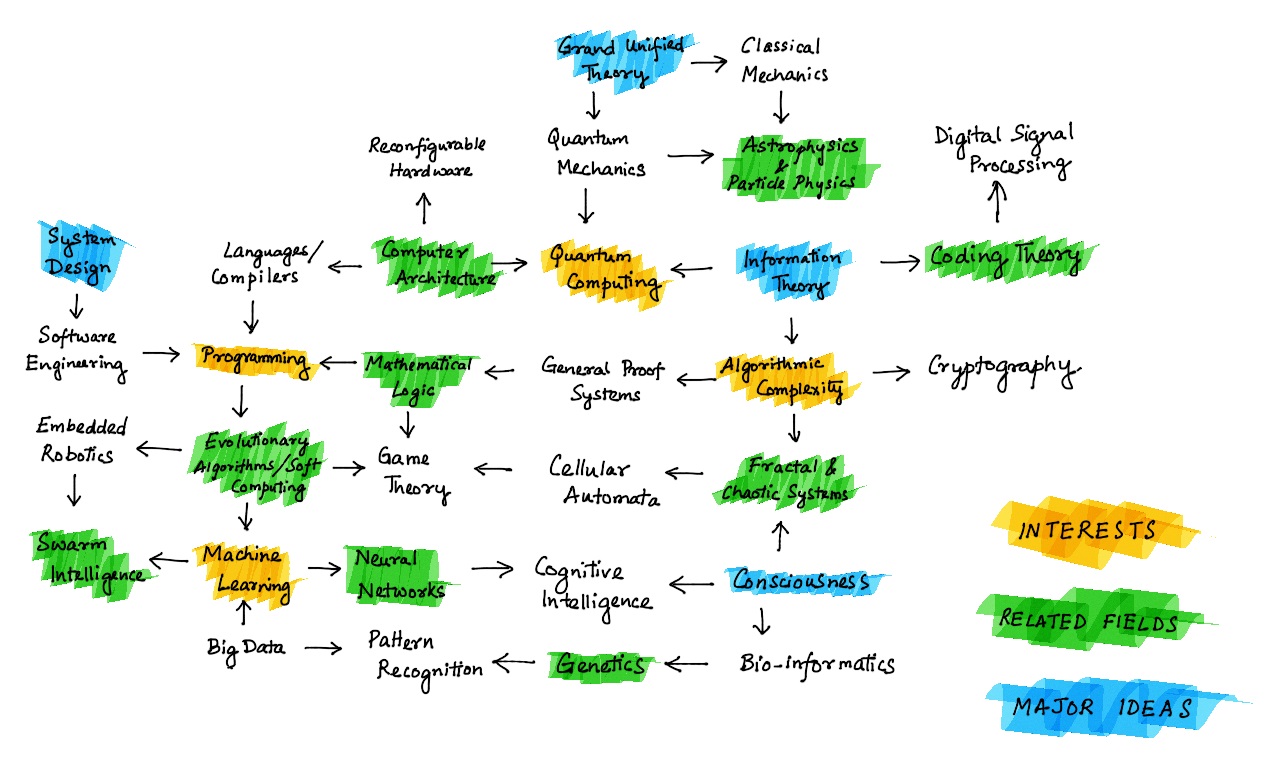 Grand Unified
Theory
Classical
Mechanics
Reconfigurable
Hardware
Quantum
Mechanics
Astrophysics
&
Particle Physics
Digital Signal
Processing
System
Design
Languages/
Compilers
Computer
Architecture
Quantum
Computing
Information
Theory
Coding Theory
Software
Engineering
Programming
Mathematical
Logic
General Proof
Systems
Algorithmic
Complexity
Cryptography
Embedded
Robotics
Evolutionary
Algorithms/Soft
Computing
Game
Theory
Cellular
Automata
Fractal &
Chaotic Systems
INTERESTS
Swarm
Intelligence
Machine
Learning
Neural
Networks
Cognitive
Intelligence
Consciousness
RELATED FIELDS
Big Data
Pattern
Recognition
Genetics
Bio-informatics
MAJOR IDEAS